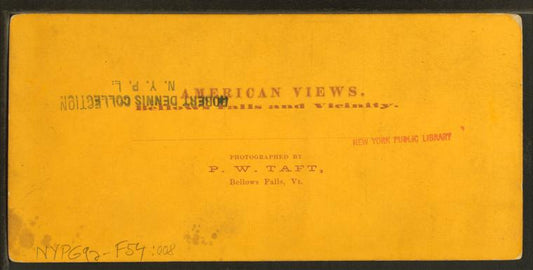 AMERICAN VIEWS.
Bellows Falls and Vicinity.
ROBERT DENNIS COLLECTION
N. Y. P. L.
NEW YORK PUBLIC LIBRARY
PHOTOGRAPHED BY
P. W. TAFT,
Bellows Falls, Vt.
NYPG92-F54:008